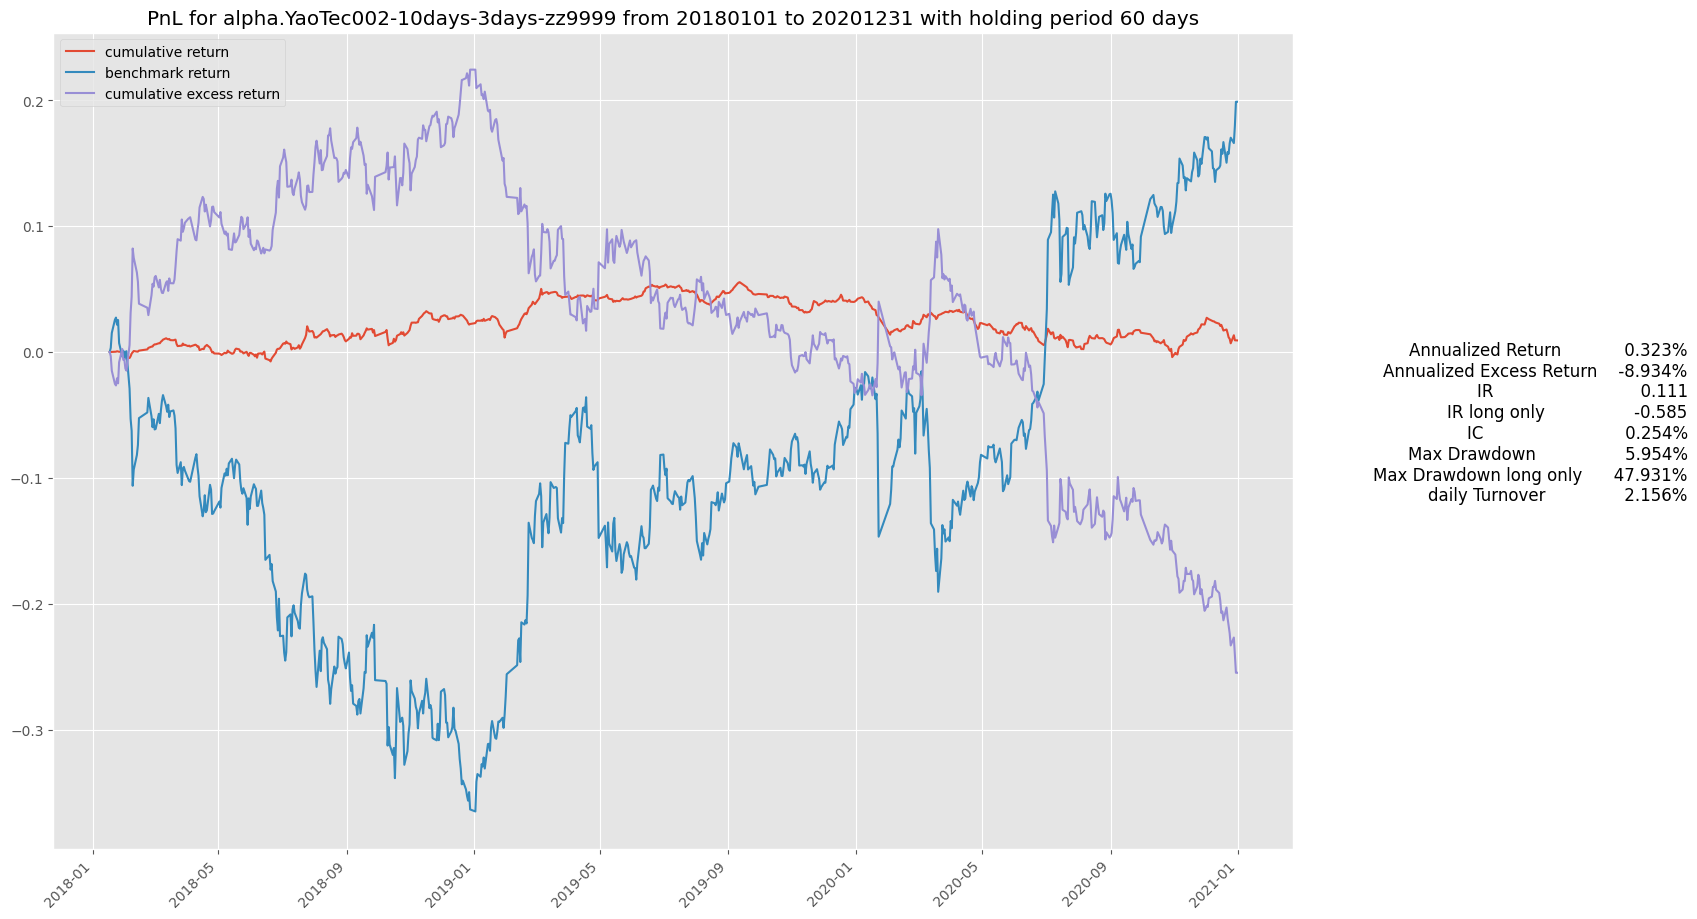 PnL for alpha.YaoTec002-10days-3days-zz9999 from 20180101 to 20201231 with holding period 60 days
cumulative return
benchmark return
cumulative excess return
0.2
0.1
0.0
−0.1
−0.2
−0.3
2018-01
2018-05
2018-09
2019-01
2019-05
2019-09
2020-01
2020-05
2020-09
2021-01
Annualized Return 0.323%
Annualized Excess Return -8.934%
IR 0.111
IR long only -0.585
IC 0.254%
Max Drawdown 5.954%
Max Drawdown long only 47.931%
daily Turnover 2.156%